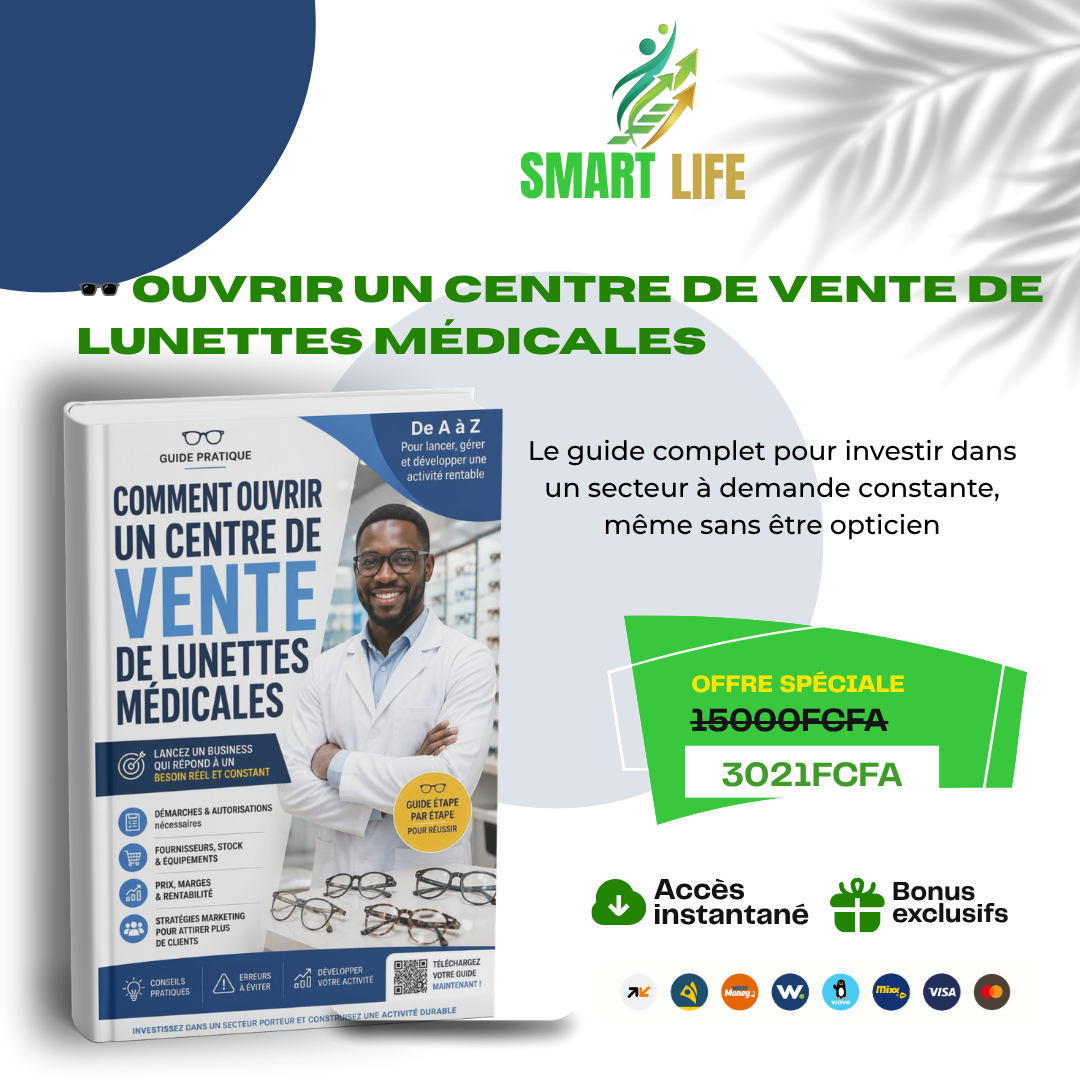 SMART LIFE
🕶️ OUVRIR UN CENTRE DE VENTE DE
LUNETTES MÉDICALES
GUIDE PRATIQUE
De A à Z
Pour lancer, gérer
et développer une
activité rentable
COMMENT OUVRIR
UN CENTRE DE
VENTE
DE LUNETTES
MÉDICALES
LANCEZ UN BUSINESS
QUI RÉPOND À UN
BESOIN RÉEL ET CONSTANT
DÉMARCHES & AUTORISATIONS
nécessaires
FOURNISSEURS, STOCK
& ÉQUIPEMENTS
PRIX, MARGES
& RENTABILITÉ
STRATÉGIES MARKETING
POUR ATTIRER PLUS
DE CLIENTS
GUIDE ÉTAPE
PAR ÉTAPE
POUR RÉUSSIR
CONSEILS
PRATIQUES
ERREURS
À ÉVITER
DÉVELOPPER
VOTRE ACTIVITÉ
TÉLÉCHARGEZ
VOTRE GUIDE
MAINTENANT !
INVESTISSEZ DANS UN SECTEUR PORTEUR ET CONSTRUISEZ UNE ACTIVITÉ DURABLE
Le guide complet pour investir dans
un secteur à demande constante,
même sans être opticien
OFFRE SPÉCIALE
15000FCFA
3021FCFA
Accès
instantané
Bonus
exclusifs
MOOV
Money
W.
wave
Mixx
VISA